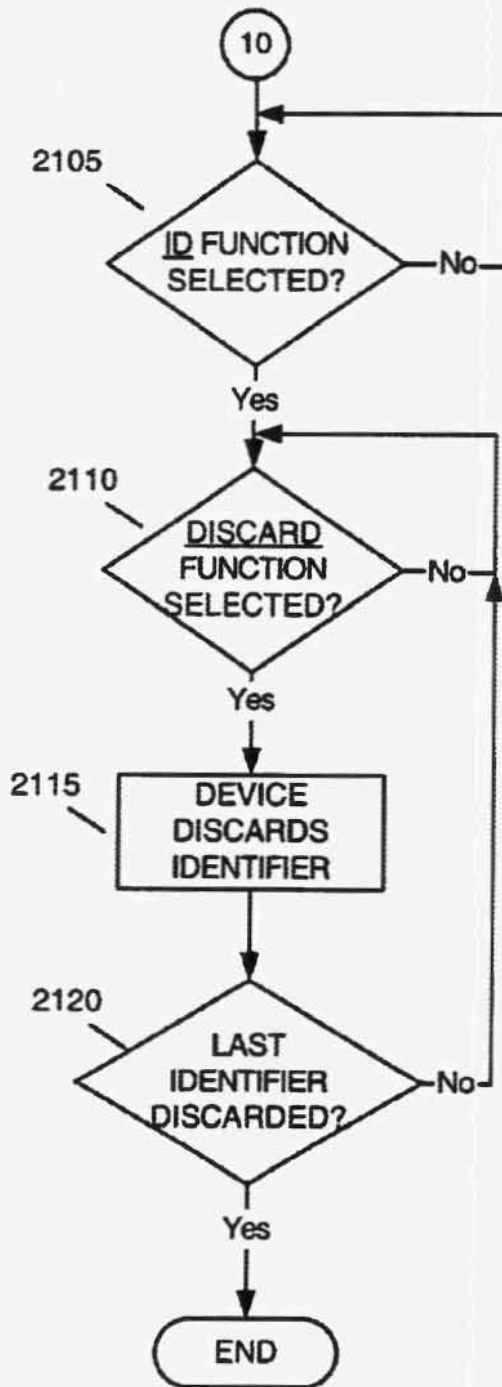 10
2105
ID FUNCTION
SELECTED?
No
Yes
2110
DISCARD
FUNCTION
SELECTED?
No
Yes
2115
DEVICE
DISCARDS
IDENTIFIER
2120
LAST
IDENTIFIER
DISCARDED?
No
Yes
END